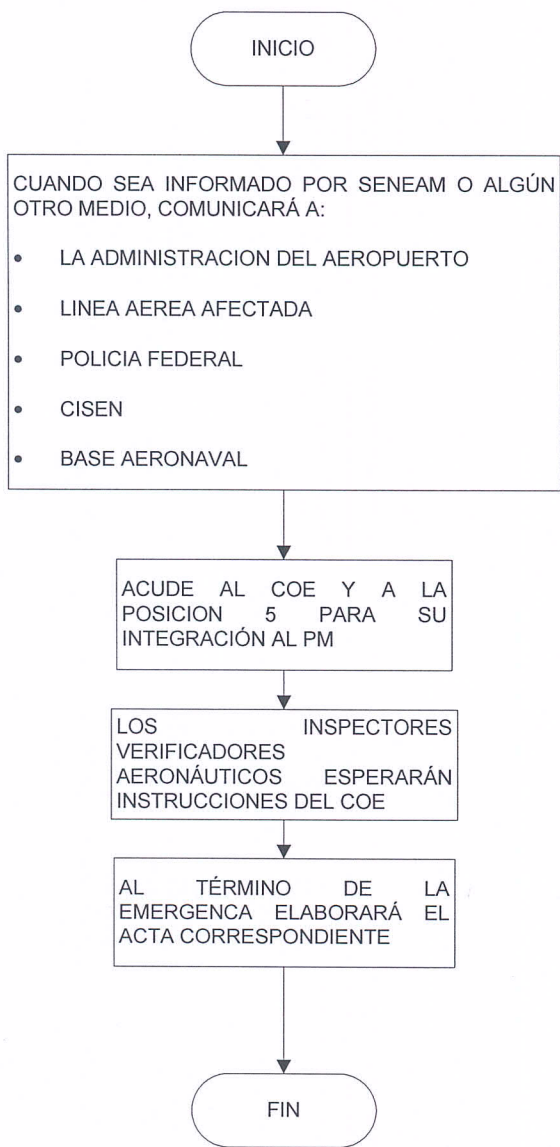 INICIO
CUANDO SEA INFORMADO POR SENEAM O ALGÚN
OTRO MEDIO, COMUNICARÁ A:
• LA ADMINISTRACION DEL AEROPUERTO
• LINEA AEREA AFECTADA
• POLICIA FEDERAL
• CISEN
• BASE AERONAVAL
ACUDE AL COE Y A LA
POSICION 5 PARA SU
INTEGRACIÓN AL PM
LOS INSPECTORES
VERIFICADORES
AERONÁUTICOS ESPERARÁN
INSTRUCCIONES DEL COE
AL TÉRMINO DE LA
EMERGENCA ELABORARÁ EL
ACTA CORRESPONDIENTE
FIN